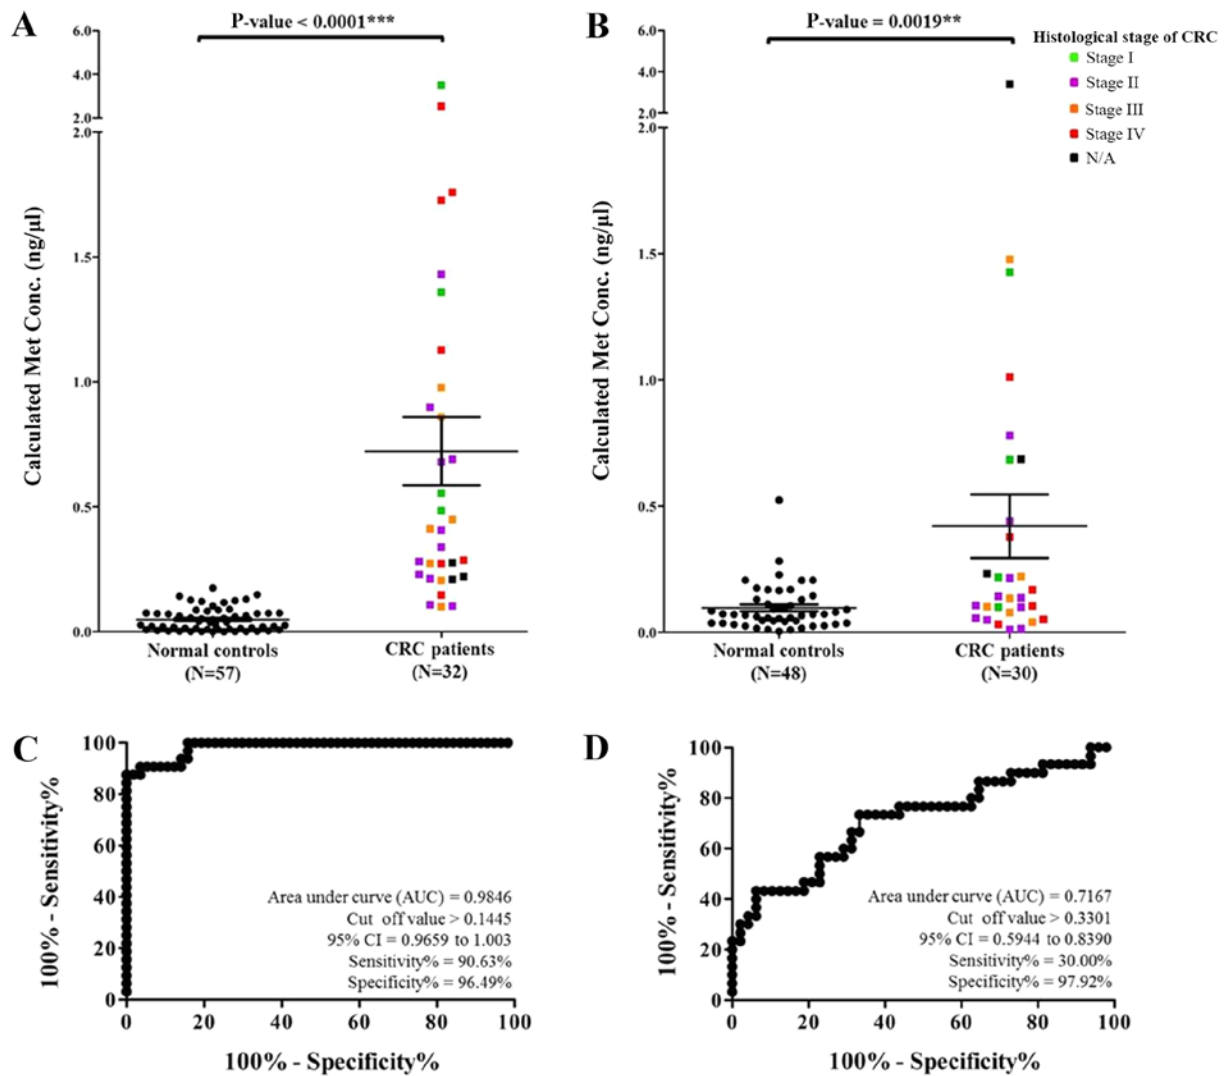 A
P-value < 0.0001***
6.0
4.0
2.0
2.0
1.5
1.0
0.5
0.0
Calculated Met Conc. (ng/µl)
Normal controls
(N=57)
CRC patients
(N=32)
B
P-value = 0.0019**
6.0
4.0
2.0
2.0
1.5
1.0
0.5
0.0
Calculated Met Conc. (ng/µl)
Normal controls
(N=48)
CRC patients
(N=30)
Histological stage of CRC
Stage I
Stage II
Stage III
Stage IV
N/A
C
100
80
60
40
20
0
100% - Sensitivity%
Area under curve (AUC) = 0.9846
Cut off value > 0.1445
95% CI = 0.9659 to 1.003
Sensitivity% = 90.63%
Specificity% = 96.49%
0 20 40 60 80 100
100% - Specificity%
D
100
80
60
40
20
0
100% - Sensitivity%
Area under curve (AUC) = 0.7167
Cut off value > 0.3301
95% CI = 0.5944 to 0.8390
Sensitivity% = 30.00%
Specificity% = 97.92%
0 20 40 60 80 100
100% - Specificity%